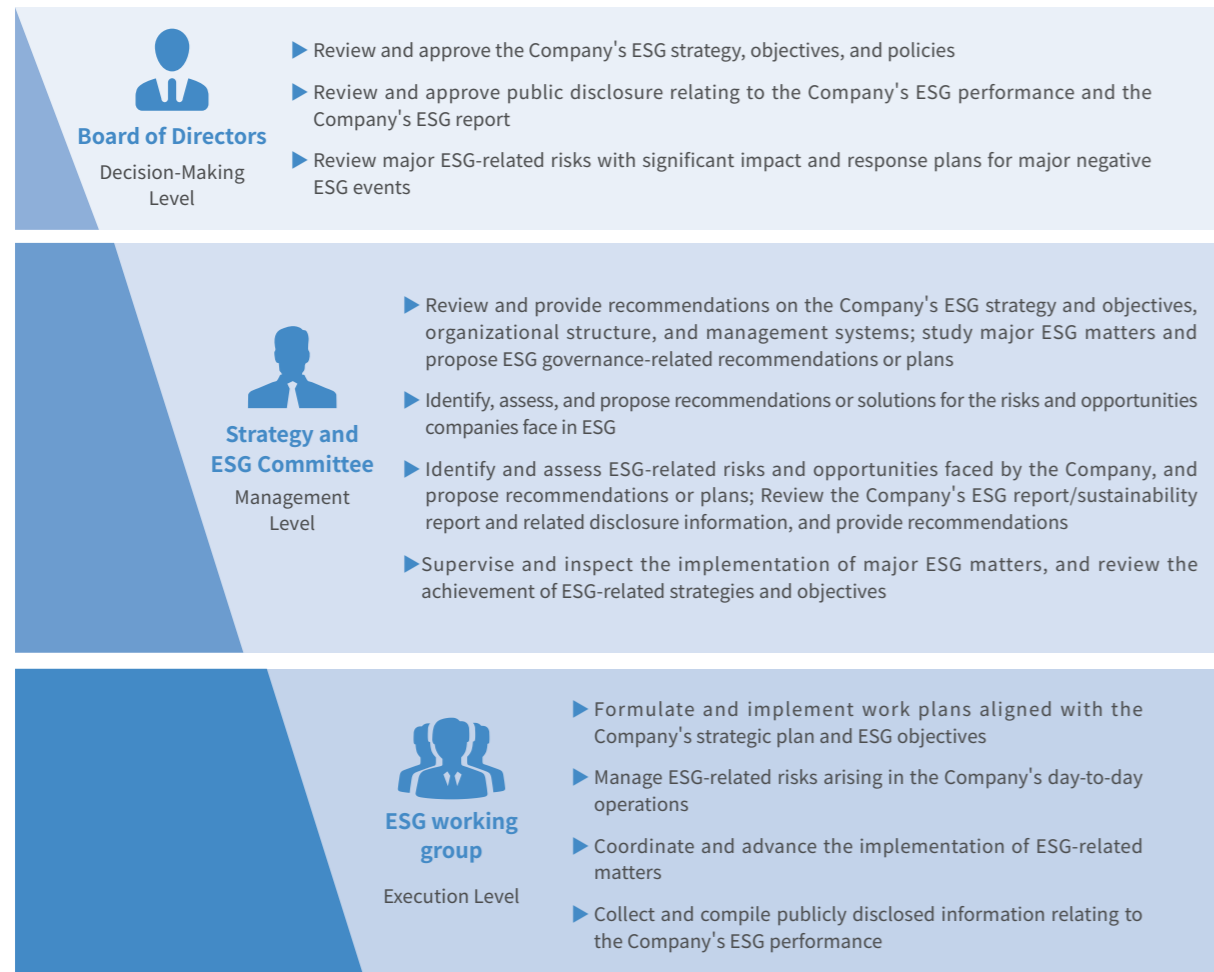 Board of Directors
Decision-Making
Level
▶ Review and approve the Company's ESG strategy, objectives, and policies
▶ Review and approve public disclosure relating to the Company's ESG performance and the
Company's ESG report
▶ Review major ESG-related risks with significant impact and response plans for major negative
ESG events
Strategy and
ESG Committee
Management
Level
▶ Review and provide recommendations on the Company's ESG strategy and objectives,
organizational structure, and management systems; study major ESG matters and
propose ESG governance-related recommendations or plans
▶ Identify, assess, and propose recommendations or solutions for the risks and opportunities
companies face in ESG
▶ Identify and assess ESG-related risks and opportunities faced by the Company, and
propose recommendations or plans; Review the Company's ESG report/sustainability
report and related disclosure information, and provide recommendations
▶Supervise and inspect the implementation of major ESG matters, and review the
achievement of ESG-related strategies and objectives
ESG working
group
Execution Level
▶ Formulate and implement work plans aligned with the
Company's strategic plan and ESG objectives
▶ Manage ESG-related risks arising in the Company's day-to-day
operations
▶ Coordinate and advance the implementation of ESG-related
matters
▶ Collect and compile publicly disclosed information relating to
the Company's ESG performance